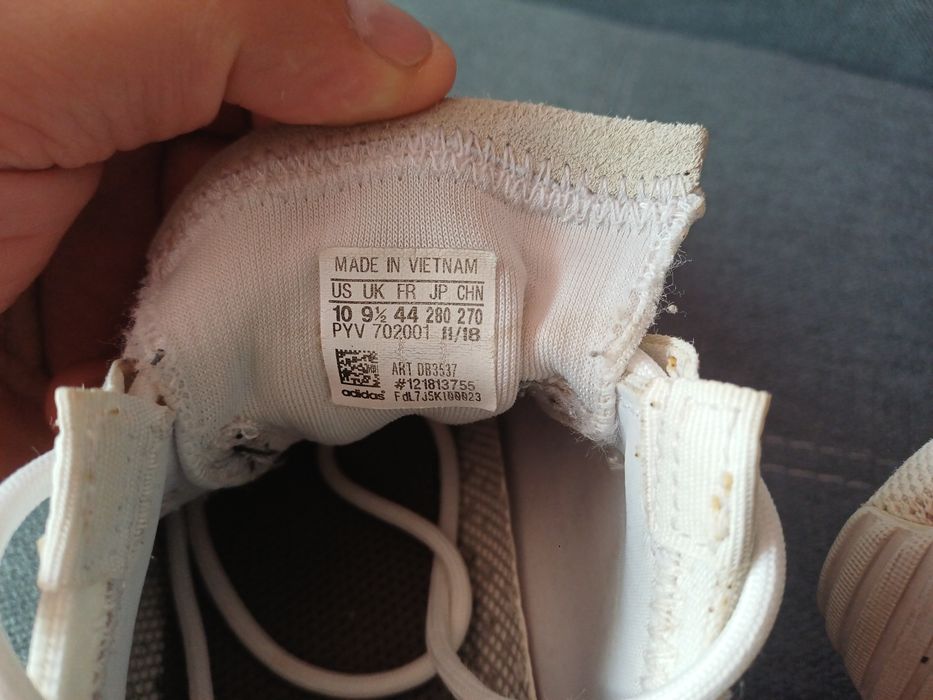 MADE IN VIETNAM
US UK FR JP CHN
10 9½ 44 280 270
PYV 702001 11/18
ART DB3537
#121813755
adidas FdL7J5K100023